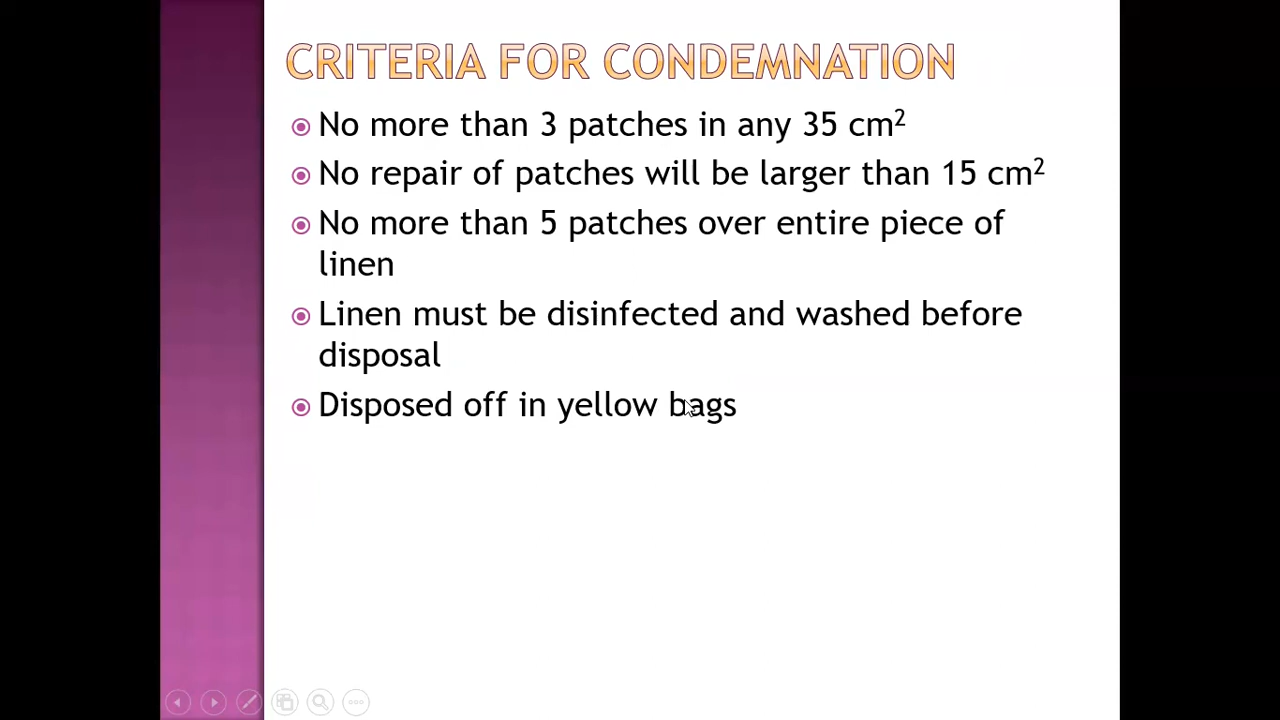 CRITERIA FOR CONDEMNATION
No more than 3 patches in any 35 cm²
No repair of patches will be larger than 15 cm²
No more than 5 patches over entire piece of
linen
Linen must be disinfected and washed before
disposal
Disposed off in yellow bags